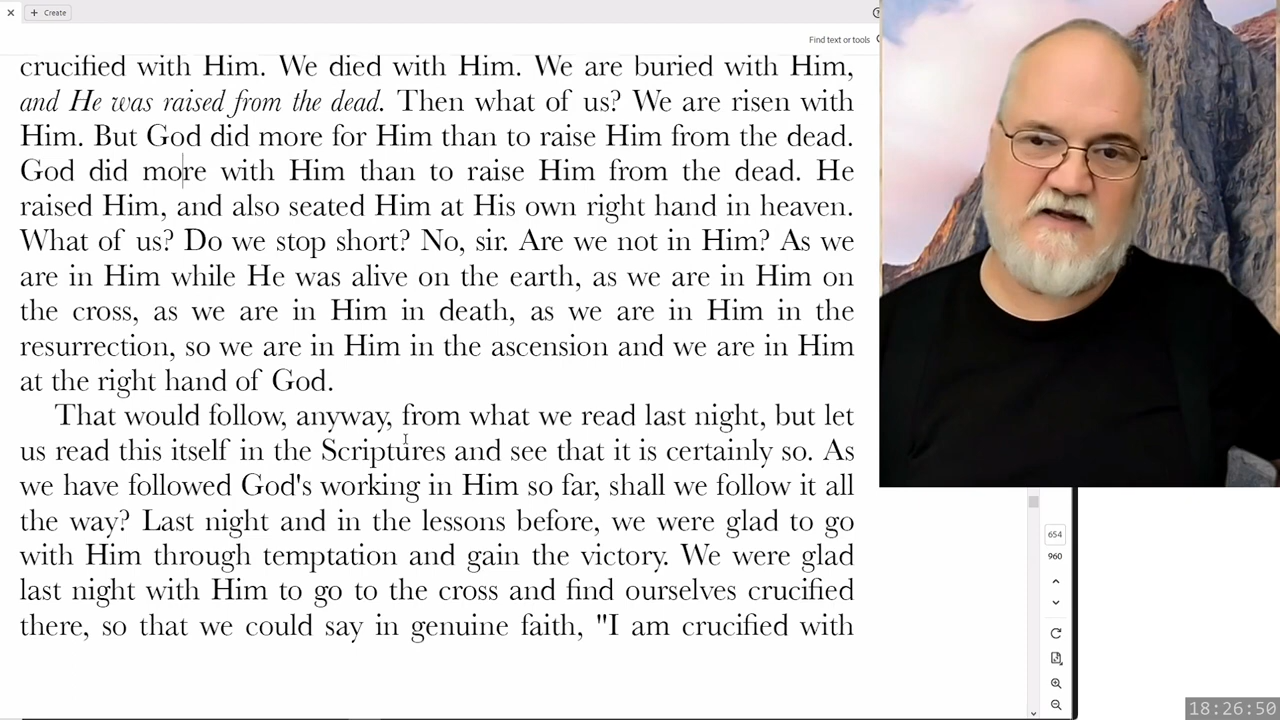 Create
Find text or tools
crucified with Him. We died with Him. We are buried with Him,
and He was raised from the dead. Then what of us? We are risen with
Him. But God did more for Him than to raise Him from the dead.
God did more with Him than to raise Him from the dead. He
raised Him, and also seated Him at His own right hand in heaven.
What of us? Do we stop short? No, sir. Are we not in Him? As we
are in Him while He was alive on the earth, as we are in Him on
the cross, as we are in Him in death, as we are in Him in the
resurrection, so we are in Him in the ascension and we are in Him
at the right hand of God.
That would follow, anyway, from what we read last night, but let
us read this itself in the Scriptures and see that it is certainly so. As
we have followed God's working in Him so far, shall we follow it all
the way? Last night and in the lessons before, we were glad to go
with Him through temptation and gain the victory. We were glad
last night with Him to go to the cross and find ourselves crucified
there, so that we could say in genuine faith, "I am crucified with
654
960
18:26:50